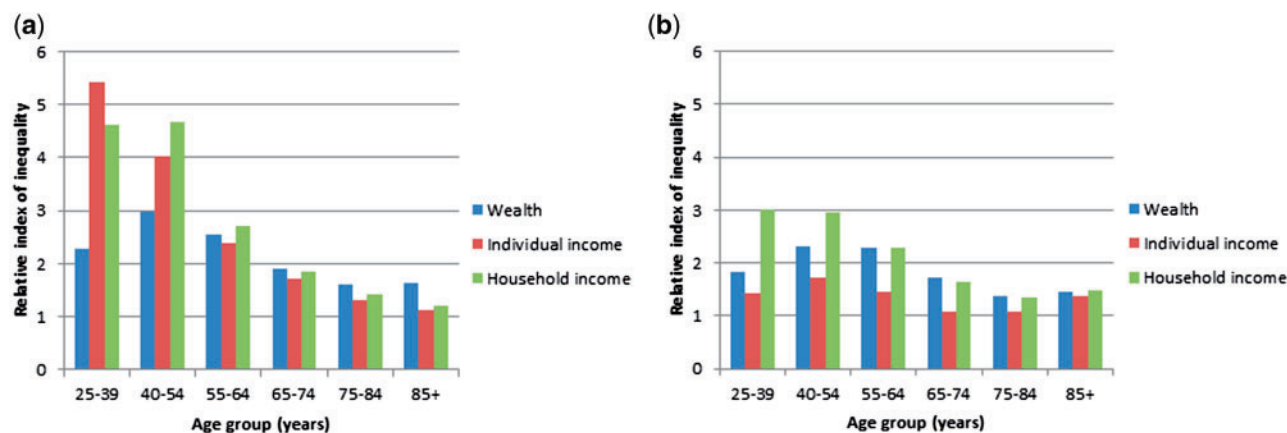 (a)
6
5
4
3
2
1
0
Relative index of inequality
25-39 40-54 55-64 65-74 75-84 85+
Age group (years)
Wealth
Individual income
Household income
(b)
6
5
4
3
2
1
0
Relative index of inequality
25-39 40-54 55-64 65-74 75-84 85+
Age group (years)
Wealth
Individual income
Household income